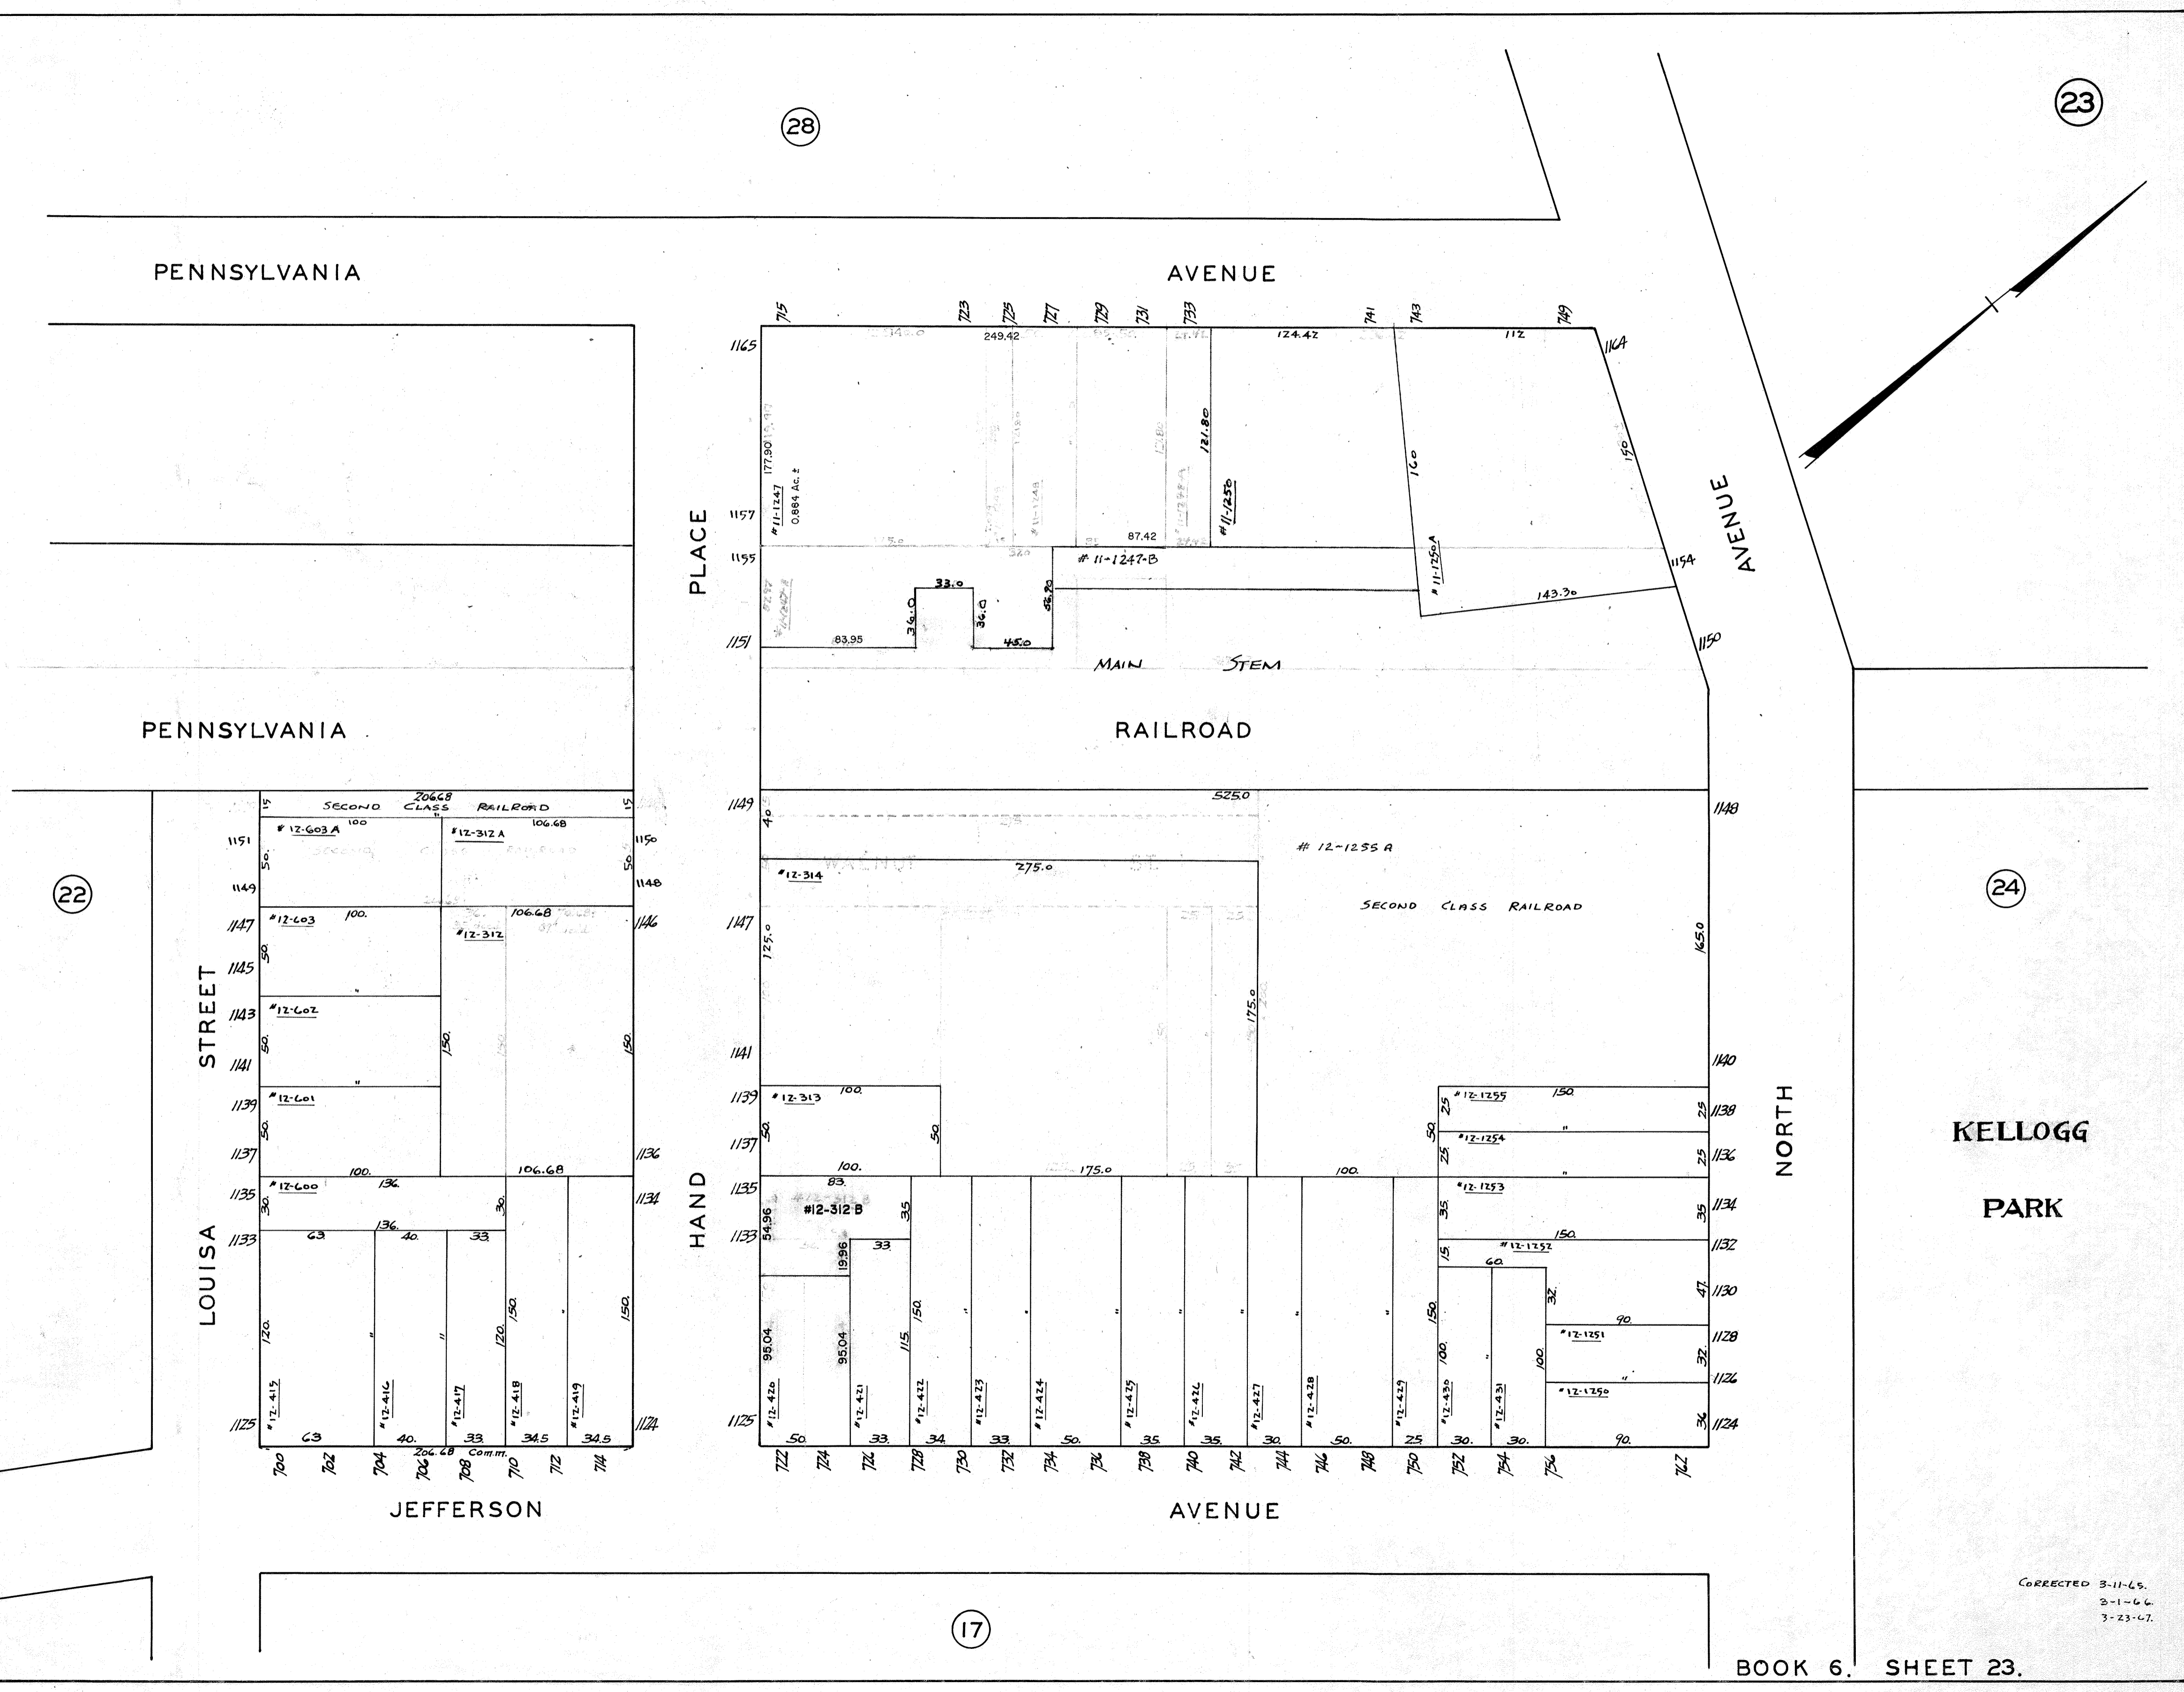 28
23
PENNSYLVANIA AVENUE
715 723 725 727 729 731 733 741 743 749
249.42 124.42 112
1165 1164
177.90
#11-1247
0.884 Ac. ±
121.80
#11-1250
160
150
1157
1155
87.42
# 11-1247-B
#11-1250A
1154
143.30
33.0
36.0
36.0
56.90
83.95
45.0
1151
1150
PLACE
AVENUE
MAIN STEM
PENNSYLVANIA RAILROAD
206.68
15 SECOND CLASS RAILROAD 15
"
# 12-603A 100
#12-312A 106.68
1151 1150
50. 50.
1149 1148
1149
40
525.0
1148
# 12-1255A
SECOND CLASS RAILROAD
#12-314
275.0
22
24
1147 #12-603 100.
106.68 1146
#12-312
50.
1145
"
1143 #12-602
50.
150. 150.
1141
"
1139 #12-601
50.
1137
100. 106.68
1136
1147
125.0
175.0
165.0
1141
1140
1139 #12-313 100.
50. 50.
1137
100. 175.0 100.
#12-1255 150.
25 25 1138
50.
"
#12-1254
25 25 1136
"
STREET
LOUISA
HAND
NORTH
KELLOGG
PARK
1135 #12-600 136.
30. 30.
1134
136.
1133 63. 40. 33.
120. " " 120. 150. " 150.
#12-415 #12-416 #12-417 #12-418 #12-419
1125 1124
63 40. 33. 34.5 34.5
206.68 Comm.
700 702 704 706 708 710 712 714
1135 83.
#12-312 B
54.96 35
1133
19.96 33.
95.04 95.04 115. 150. " " " " " " " 150.
#12-420 #12-421 #12-422 #12-423 #12-424 #12-425 #12-426 #12-427 #12-428 #12-429 #12-430 #12-431
1125
50. 33. 34. 33. 50. 35. 35. 30. 50. 25. 30. 30. 90.
722 724 726 728 730 732 734 736 738 740 742 744 746 748 750 752 754 756 762
#12-1253
35. 35 1134
150.
#12-1252 1132
15. 60.
32. 47. 1130
90.
#12-1251 1128
100. " 100. 32.
" 1126
#12-1250
36 1124
JEFFERSON AVENUE
17
CORRECTED 3-11-65.
3-1-66.
3-23-67.
BOOK 6. SHEET 23.